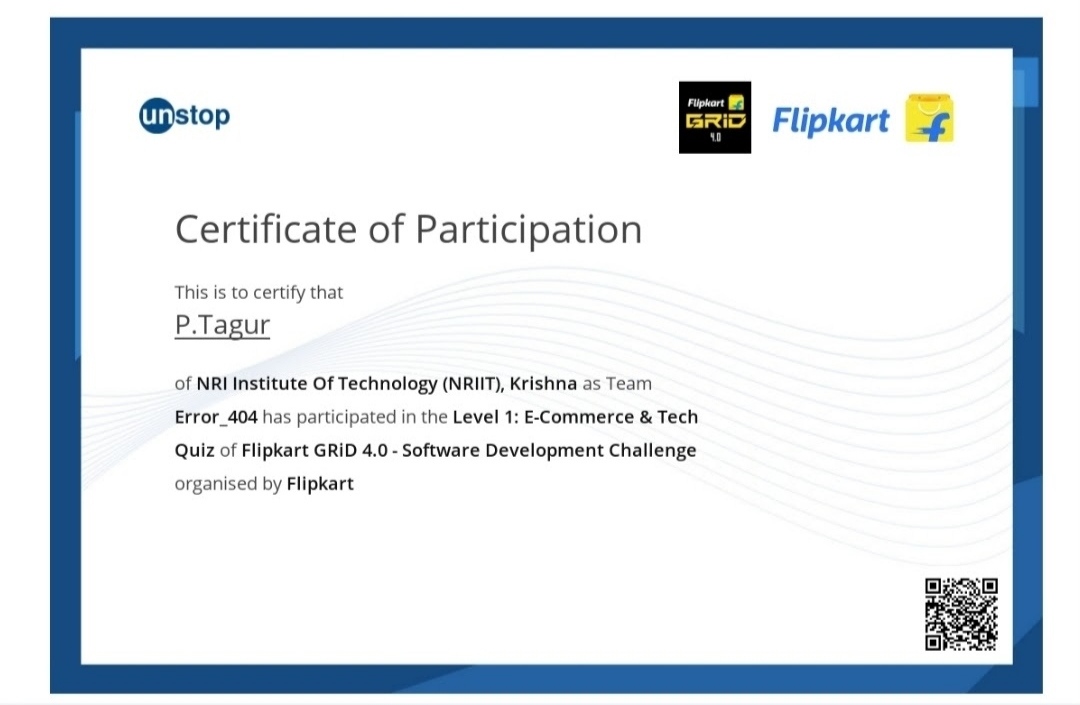 unstop
Flipkart
GRiD
4.0
Flipkart
Certificate of Participation
This is to certify that
P.Tagur
of NRI Institute Of Technology (NRIIT), Krishna as Team
Error_404 has participated in the Level 1: E-Commerce & Tech
Quiz of Flipkart GRiD 4.0 - Software Development Challenge
organised by Flipkart